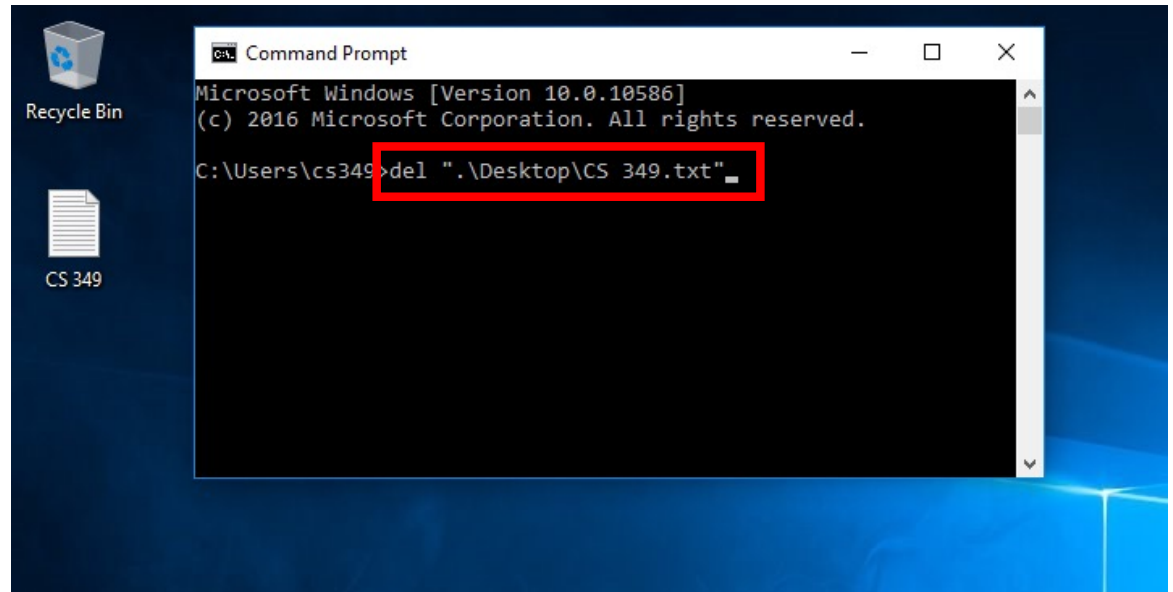 Recycle Bin
CS 349
Command Prompt
Microsoft Windows [Version 10.0.10586]
(c) 2016 Microsoft Corporation. All rights reserved.
C:\Users\cs349>del ".\Desktop\CS 349.txt"